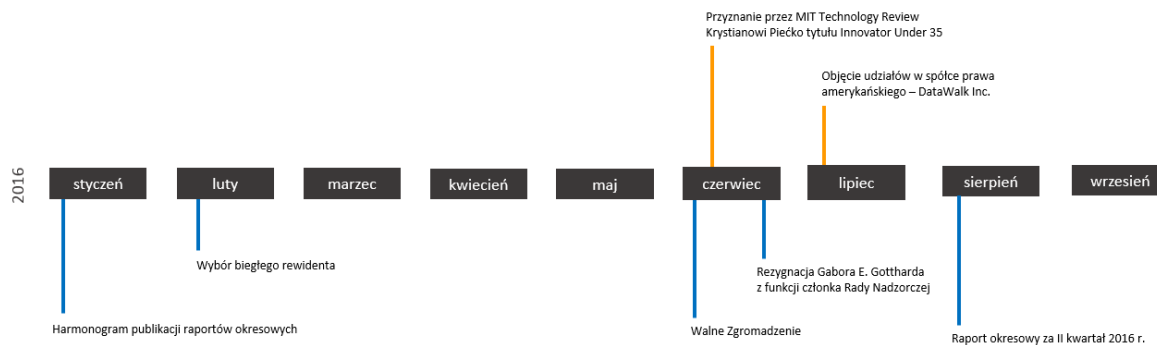 Przyznanie przez MIT Technology Review
Krystianowi Piećko tytułu Innovator Under 35
Objęcie udziałów w spółce prawa
amerykańskiego – DataWalk Inc.
2016
styczeń
luty
marzec
kwiecień
maj
czerwiec
lipiec
sierpień
wrzesień
Wybór biegłego rewidenta
Rezygnacja Gabora E. Gottharda
z funkcji członka Rady Nadzorczej
Harmonogram publikacji raportów okresowych
Walne Zgromadzenie
Raport okresowy za II kwartał 2016 r.